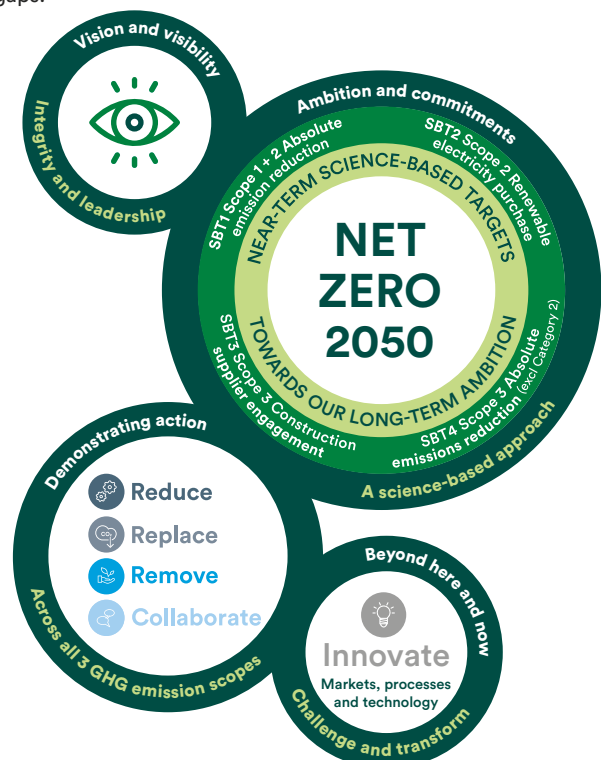 gaps.
Vision and visibility
Integrity and leadership
Ambition and commitments
SBT1 Scope 1 + 2 Absolute
emission reduction
SBT2 Scope 2 Renewable
electricity purchase
NEAR-TERM SCIENCE-BASED TARGETS
NET
ZERO
2050
TOWARDS OUR LONG-TERM AMBITION
SBT3 Scope 3 Construction
supplier engagement
SBT4 Scope 3 Absolute
emissions reduction (excl Category 2)
A science-based approach
Demonstrating action
Reduce
Replace
Remove
Collaborate
Across all 3 GHG emission scopes
Beyond here and now
Innovate
Markets, processes
and technology
Challenge and transform